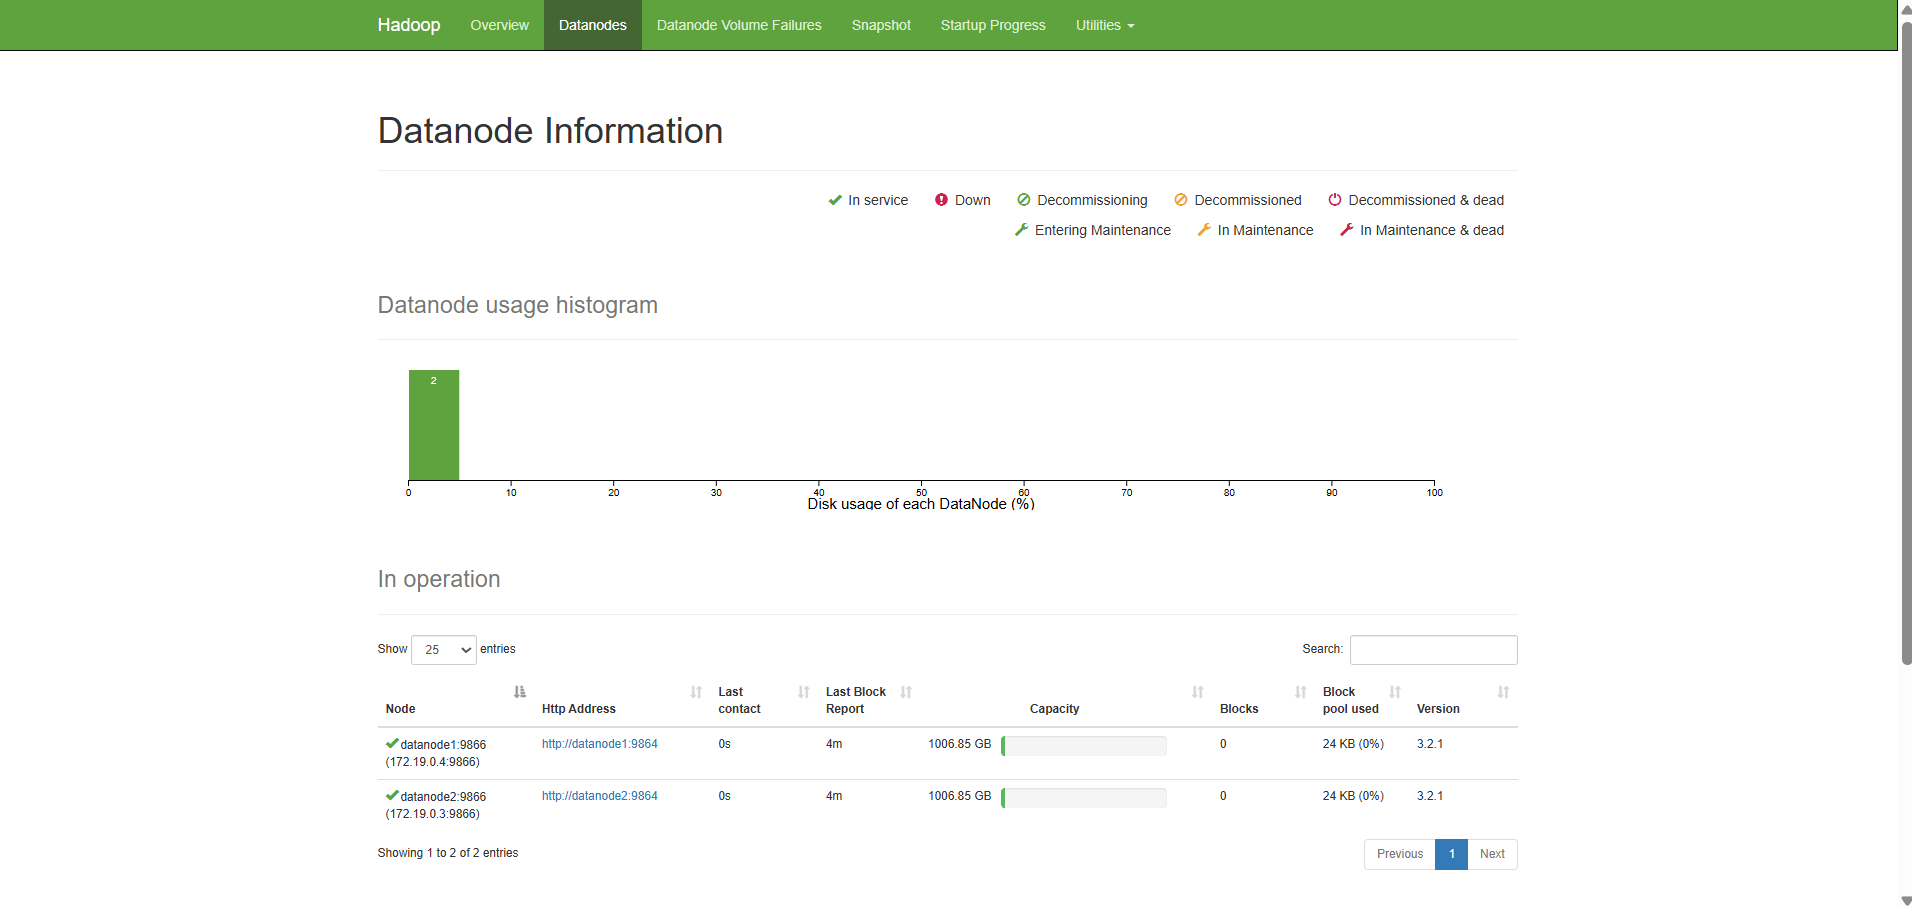 Hadoop Overview Datanodes Datanode Volume Failures Snapshot Startup Progress Utilities
Datanode Information
In service Down Decommissioning Decommissioned Decommissioned & dead
Entering Maintenance In Maintenance In Maintenance & dead
Datanode usage histogram
2
0 10 20 30 40 50 60 70 80 90 100
Disk usage of each DataNode (%)
In operation
Show 25 entries Search:
Node Http Address Last contact Last Block Report Capacity Blocks Block pool used Version
datanode1:9866 http://datanode1:9864 0s 4m 1006.85 GB 0 24 KB (0%) 3.2.1
(172.19.0.4:9866)
datanode2:9866 http://datanode2:9864 0s 4m 1006.85 GB 0 24 KB (0%) 3.2.1
(172.19.0.3:9866)
Showing 1 to 2 of 2 entries Previous 1 Next